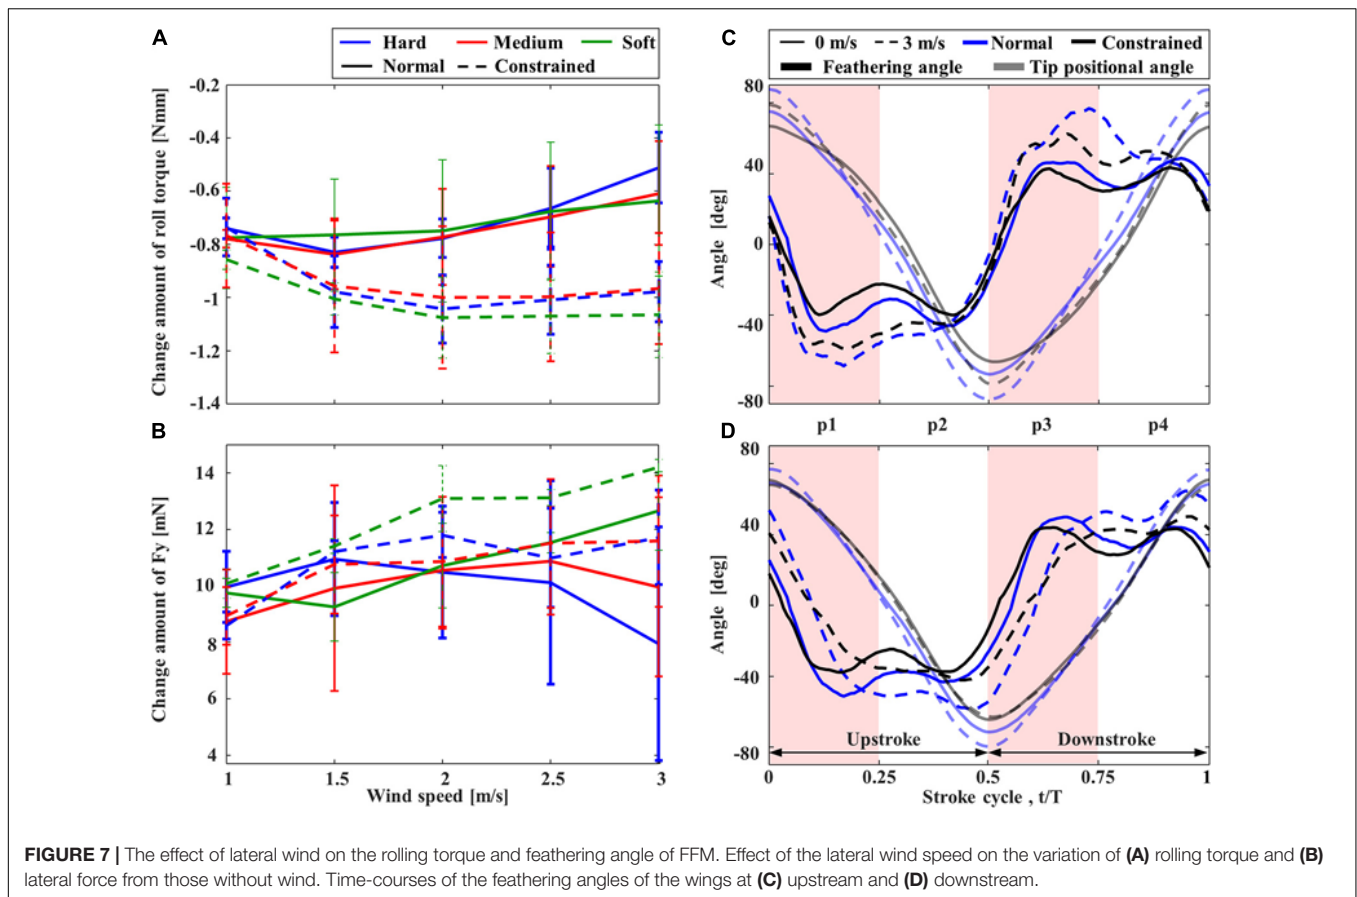 A
Hard Medium Soft
Normal Constrained
Change amount of roll torque [Nmm]
-0.2
-0.4
-0.6
-0.8
-1
-1.2
-1.4
B
Change amount of Fy [mN]
14
12
10
8
6
4
1 1.5 2 2.5 3
Wind speed [m/s]
C
0 m/s 3 m/s Normal Constrained
Feathering angle Tip positional angle
Angle [deg]
80
40
0
-40
-80
p1 p2 p3 p4
D
Angle [deg]
80
40
0
-40
-80
Upstroke Downstroke
0 0.25 0.5 0.75 1
Stroke cycle , t/T
FIGURE 7 | The effect of lateral wind on the rolling torque and feathering angle of FFM. Effect of the lateral wind speed on the variation of (A) rolling torque and (B)
lateral force from those without wind. Time-courses of the feathering angles of the wings at (C) upstream and (D) downstream.